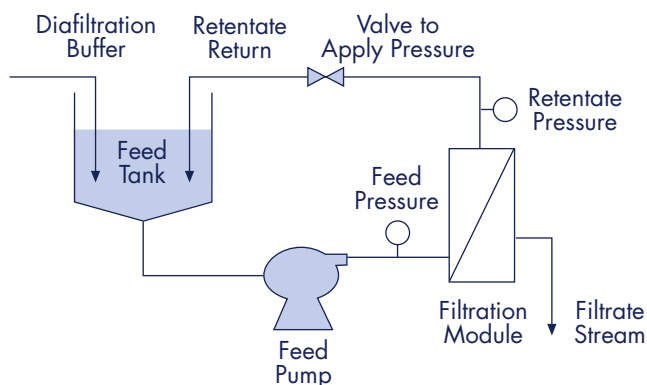 Diafiltration
Buffer
Retentate
Return
Valve to
Apply Pressure
Retentate
Pressure
Feed
Tank
Feed
Pressure
Filtration
Module
Filtrate
Stream
Feed
Pump